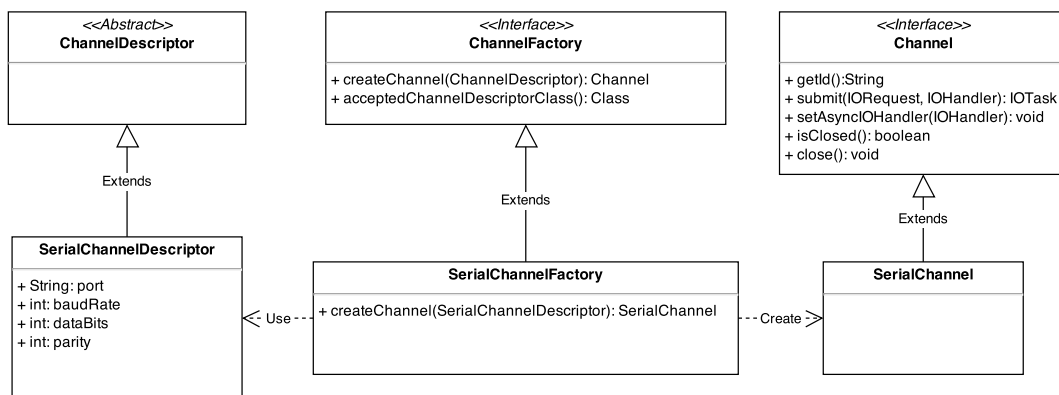 <<Abstract>>
ChannelDescriptor
<<Interface>>
ChannelFactory
+ createChannel(ChannelDescriptor): Channel
+ acceptedChannelDescriptorClass(): Class
<<Interface>>
Channel
+ getId():String
+ submit(IORequest, IOHandler): IOTask
+ setAsyncIOHandler(IOHandler): void
+ isClosed(): boolean
+ close(): void
Extends
Extends
Extends
SerialChannelDescriptor
+ String: port
+ int: baudRate
+ int: dataBits
+ int: parity
Use
SerialChannelFactory
+ createChannel(SerialChannelDescriptor): SerialChannel
Create
SerialChannel